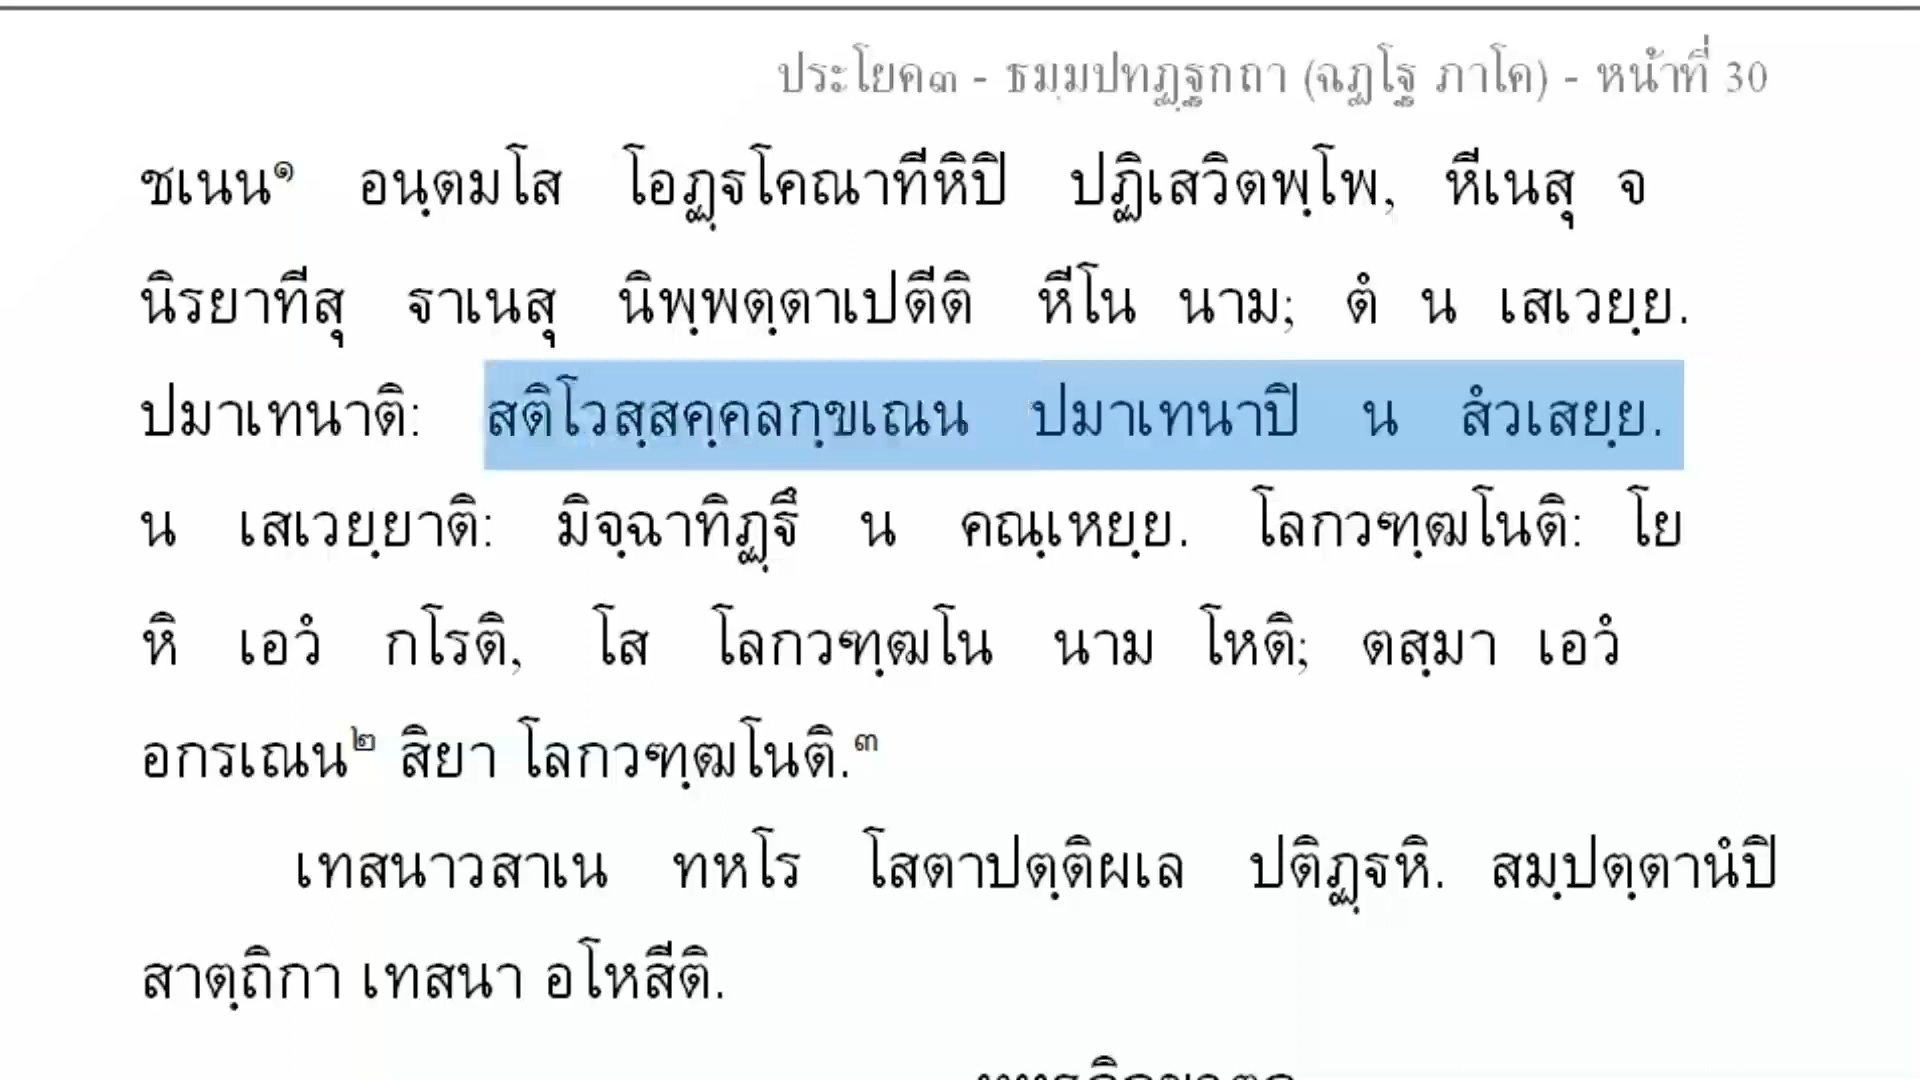 ประโยค๓ - ธมฺมปทฏฺฐกถา (ฉฏฺโฐ ภาโค) - หน้าที่ 30
ชเนน๑ อนฺตมโส โอฏฺฐโคณาทีหิปิ ปฏิเสวิตพฺโพ, หีเนสุ จ
นิรยาทีสุ ฐาเนสุ นิพฺพตฺตาเปตีติ หีโน นาม; ตํ น เสเวยฺย.
ปมาเทนาติ: สติโวสฺสคฺคลกฺขเณน ปมาเทนาปิ น สํวเสยฺย.
น เสเวยฺยาติ: มิจฺฉาทิฏฺฐึ น คณฺเหยฺย. โลกวฑฺฒโนติ: โย
หิ เอวํ กโรติ, โส โลกวฑฺฒโน นาม โหติ; ตสฺมา เอวํ
อกรเณน๒ สิยา โลกวฑฺฒโนติ.๓
เทสนาวสาเน ทหโร โสตาปตฺติผเล ปติฏฺฐหิ. สมฺปตฺตานํปิ
สาตฺถิกา เทสนา อโหสีติ.